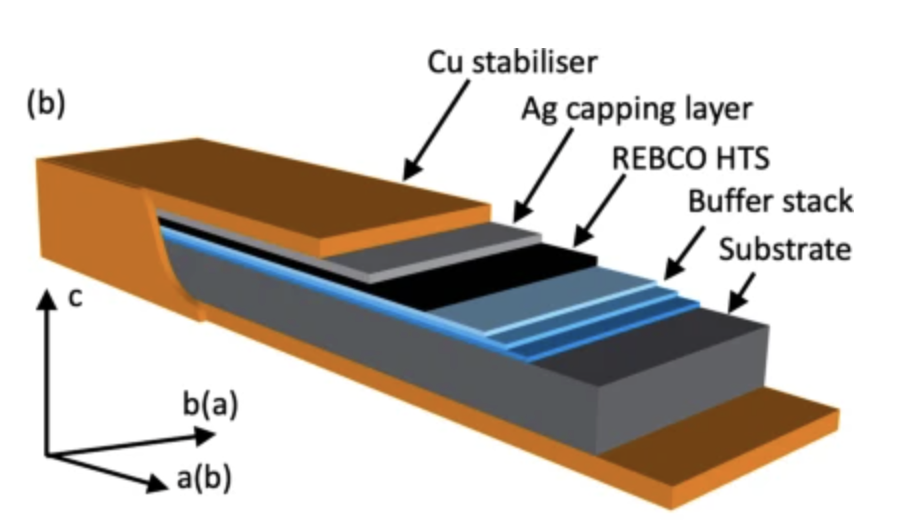 Cu stabiliser
(b)
Ag capping layer
REBCO HTS
Buffer stack
Substrate
c
b(a)
a(b)